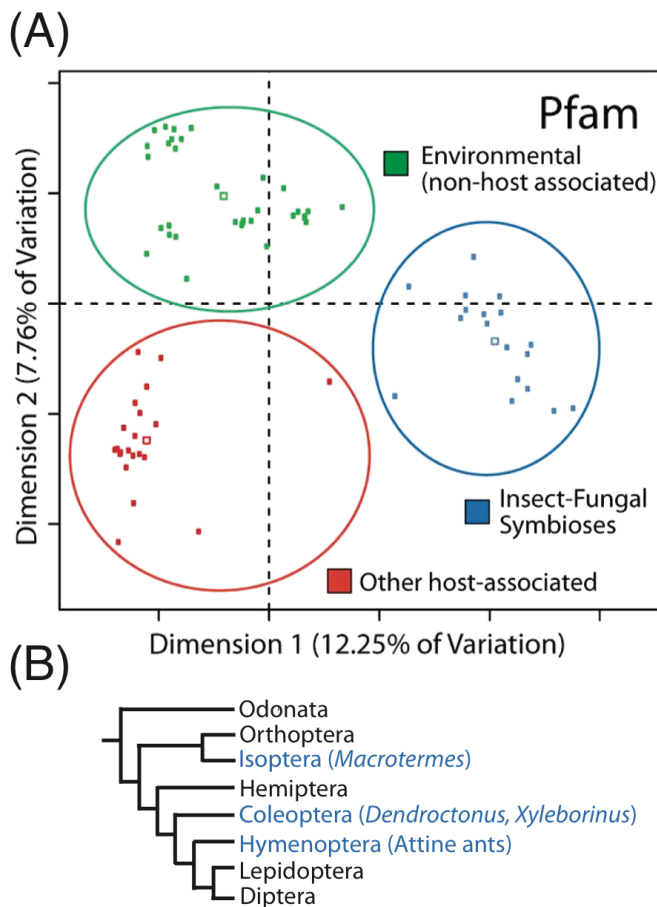 (A)
Pfam
Environmental
(non-host associated)
Insect-Fungal
Symbioses
Other host-associated
Dimension 2 (7.76% of Variation)
Dimension 1 (12.25% of Variation)
(B)
Odonata
Orthoptera
Isoptera (Macrotermes)
Hemiptera
Coleoptera (Dendroctonus, Xyleborinus)
Hymenoptera (Attine ants)
Lepidoptera
Diptera